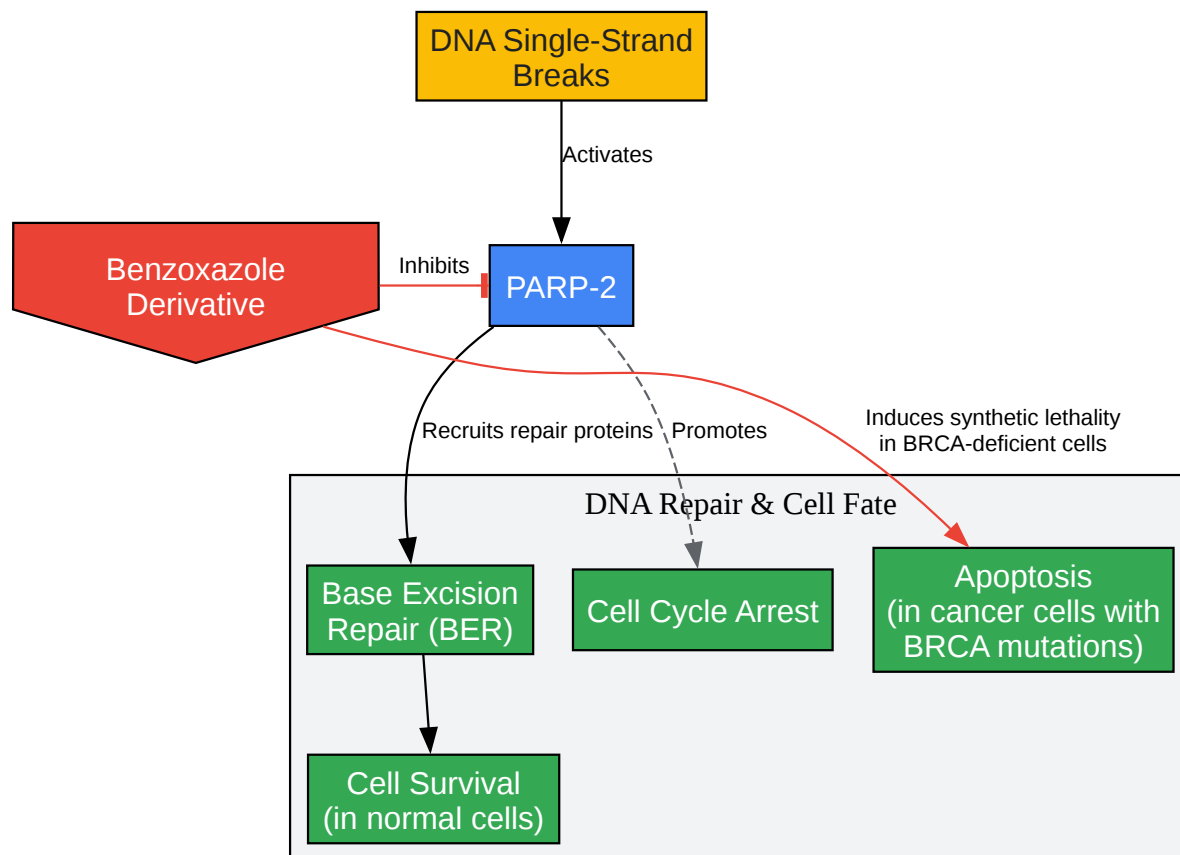 DNA Single-Strand
Breaks
Activates
Benzoxazole
Derivative
Inhibits
PARP-2
Recruits repair proteins
Promotes
Induces synthetic lethality
in BRCA-deficient cells
DNA Repair & Cell Fate
Base Excision
Repair (BER)
Cell Cycle Arrest
Apoptosis
(in cancer cells with
BRCA mutations)
Cell Survival
(in normal cells)